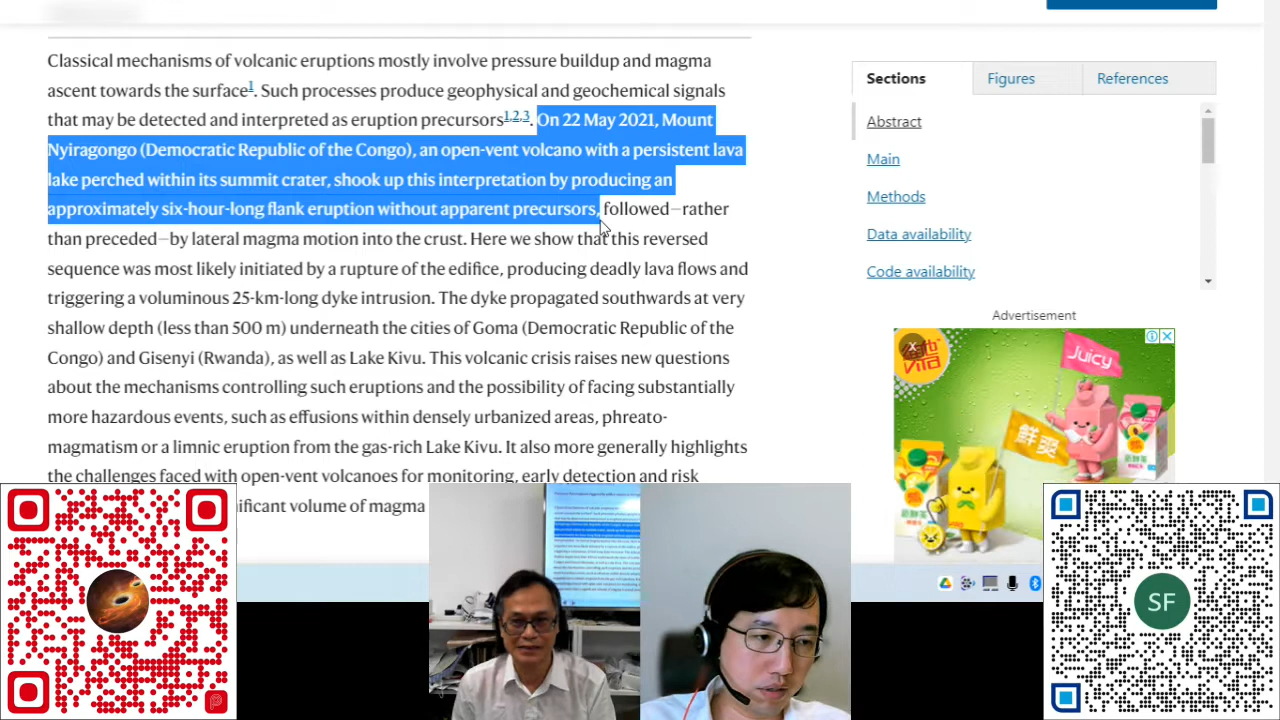 Classical mechanisms of volcanic eruptions mostly involve pressure buildup and magma
ascent towards the surface1. Such processes produce geophysical and geochemical signals
that may be detected and interpreted as eruption precursors1,2,3. On 22 May 2021, Mount
Nyiragongo (Democratic Republic of the Congo), an open-vent volcano with a persistent lava
lake perched within its summit crater, shook up this interpretation by producing an
approximately six-hour-long flank eruption without apparent precursors, followed—rather
than preceded—by lateral magma motion into the crust. Here we show that this reversed
sequence was most likely initiated by a rupture of the edifice, producing deadly lava flows and
triggering a voluminous 25-km-long dyke intrusion. The dyke propagated southwards at very
shallow depth (less than 500 m) underneath the cities of Goma (Democratic Republic of the
Congo) and Gisenyi (Rwanda), as well as Lake Kivu. This volcanic crisis raises new questions
about the mechanisms controlling such eruptions and the possibility of facing substantially
more hazardous events, such as effusions within densely urbanized areas, phreato-
magmatism or a limnic eruption from the gas-rich Lake Kivu. It also more generally highlights
the challenges faced with open-vent volcanoes for monitoring, early detection and risk
ificant volume of magma
Sections
Figures
References
Abstract
Main
Methods
Data availability
Code availability
Advertisement
維他
Vita
Juicy
鮮爽
SF